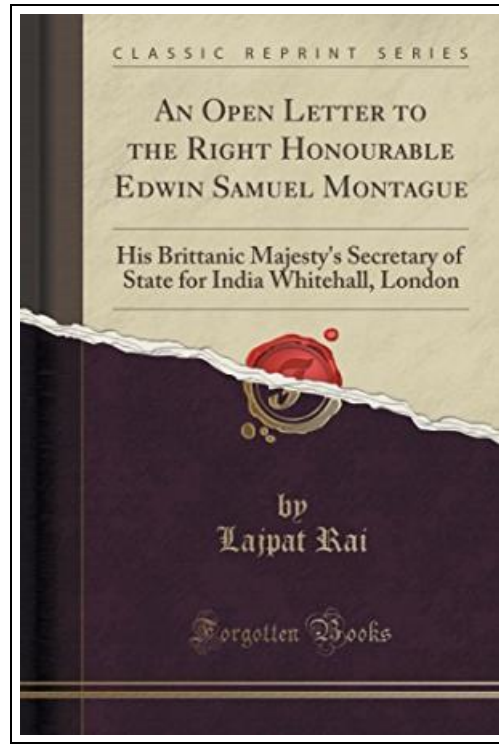 CLASSIC REPRINT SERIES
AN OPEN LETTER TO
THE RIGHT HONOURABLE
EDWIN SAMUEL MONTAGUE
His Brittanic Majesty's Secretary of
State for India Whitehall, London
by
Lajpat Rai
Forgotten Books